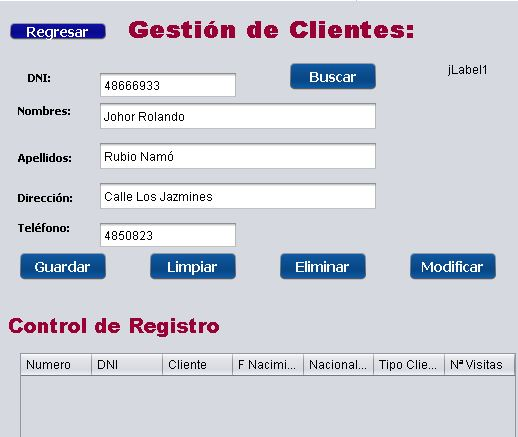 Regresar Gestión de Clientes:
DNI: 48666933 Buscar jLabel1
Nombres: Johor Rolando
Apellidos: Rubio Namó
Dirección: Calle Los Jazmines
Teléfono: 4850823
Guardar Limpiar Eliminar Modificar
Control de Registro
Numero DNI Cliente F Nacimi... Nacional... Tipo Clie... Nª Visitas